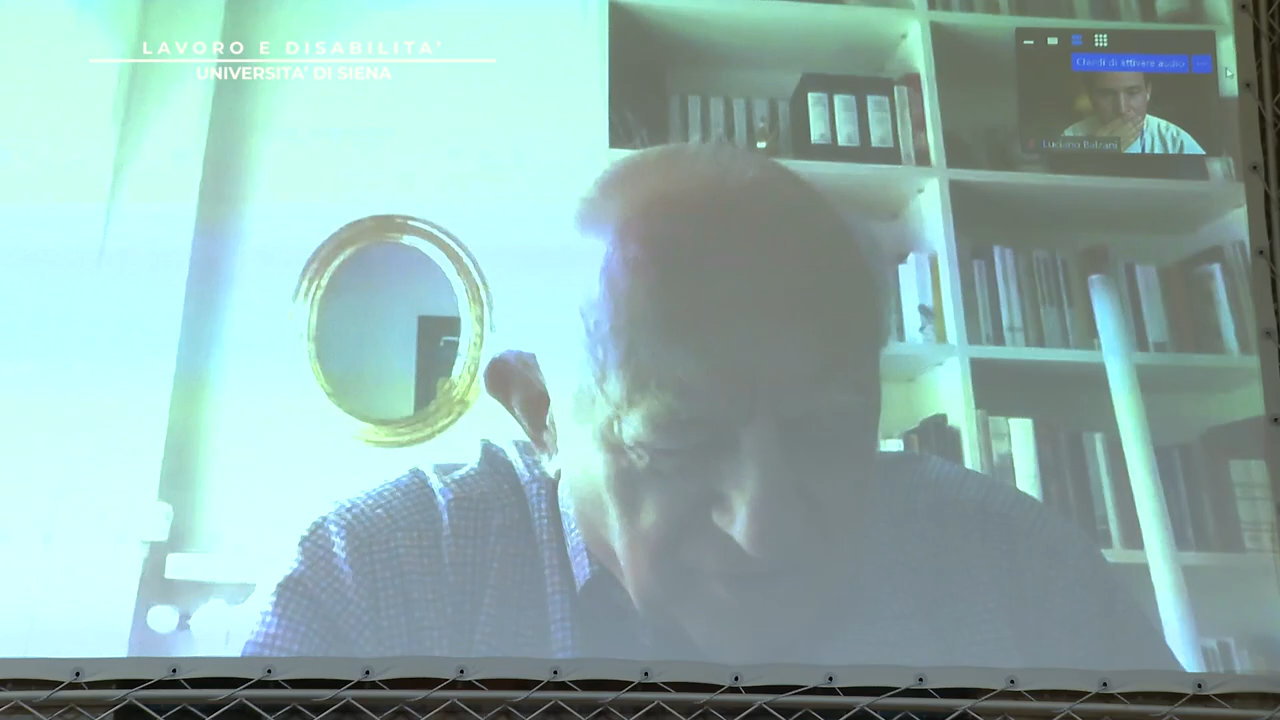 LAVORO E DISABILITA'
UNIVERSITA' DI SIENA
Chiedi di attivare audio
Luciano Balzani